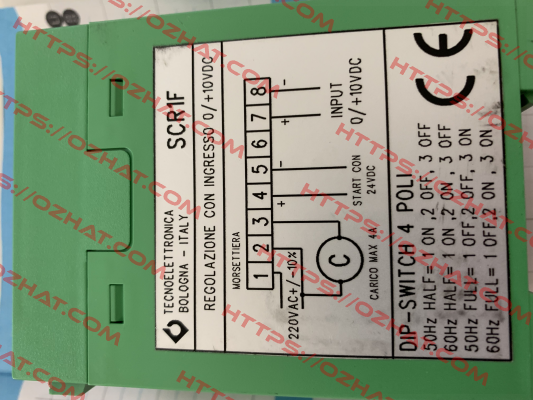 TECNOELETTRONICA
BOLOGNA - ITALY
SCR1F
REGOLAZIONE CON INGRESSO 0/+10VDC
MORSETTIERA
1 2 3 4 5 6 7 8
+ - + -
220VAC+/-10%
C
CARICO MAX 4A
START CON
24VDC
INPUT
0/+10VDC
DIP-SWITCH 4 POLI
50Hz HALF= 1 ON ,2 OFF, 3 OFF
60Hz HALF= 1 ON ,2 ON , 3 OFF
50Hz FULL= 1 OFF,2 OFF, 3 ON
60Hz FULL= 1 OFF,2 ON , 3 ON
CE
HTTPS://OZHAT.COM